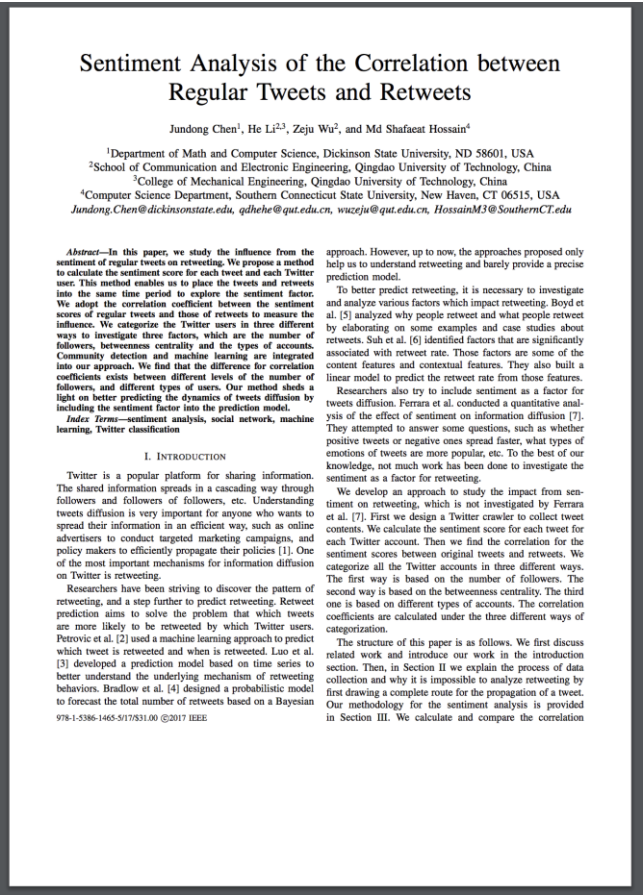 Sentiment Analysis of the Correlation between
Regular Tweets and Retweets
Jundong Chen1, He Li2,3, Zeju Wu2, and Md Shafaeat Hossain4
1Department of Math and Computer Science, Dickinson State University, ND 58601, USA
2School of Communication and Electronic Engineering, Qingdao University of Technology, China
3College of Mechanical Engineering, Qingdao University of Technology, China
4Computer Science Department, Southern Connecticut State University, New Haven, CT 06515, USA
Jundong.Chen@dickinsonstate.edu, qdhehe@qut.edu.cn, wuzeju@qut.edu.cn, HossainM3@SouthernCT.edu
Abstract—In this paper, we study the influence from the
sentiment of regular tweets on retweeting. We propose a method
to calculate the sentiment score for each tweet and each Twitter
user. This method enables us to place the tweets and retweets
into the same time period to explore the sentiment factor.
We adopt the correlation coefficient between the sentiment
scores of regular tweets and those of retweets to measure the
influence. We categorize the Twitter users in three different
ways to investigate three factors, which are the number of
followers, betweenness centrality and the types of accounts.
Community detection and machine learning are integrated
into our approach. We find that the difference for correlation
coefficients exists between different levels of the number of
followers, and different types of users. Our method sheds a
light on better predicting the dynamics of tweets diffusion by
including the sentiment factor into the prediction model.
Index Terms—sentiment analysis, social network, machine
learning, Twitter classification
I. INTRODUCTION
Twitter is a popular platform for sharing information.
The shared information spreads in a cascading way through
followers and followers of followers, etc. Understanding
tweets diffusion is very important for anyone who wants to
spread their information in an efficient way, such as online
advertisers to conduct targeted marketing campaigns, and
policy makers to efficiently propagate their policies [1]. One
of the most important mechanisms for information diffusion
on Twitter is retweeting.
Researchers have been striving to discover the pattern of
retweeting, and a step further to predict retweeting. Retweet
prediction aims to solve the problem that which tweets
are more likely to be retweeted by which Twitter users.
Petrovic et al. [2] used a machine learning approach to predict
which tweet is retweeted and when is retweeted. Luo et al.
[3] developed a prediction model based on time series to
better understand the underlying mechanism of retweeting
behaviors. Bradlow et al. [4] designed a probabilistic model
to forecast the total number of retweets based on a Bayesian
978-1-5386-1465-5/17/$31.00 ©2017 IEEE
approach. However, up to now, the approaches proposed only
help us to understand retweeting and barely provide a precise
prediction model.
To better predict retweeting, it is necessary to investigate
and analyze various factors which impact retweeting. Boyd et
al. [5] analyzed why people retweet and what people retweet
by elaborating on some examples and case studies about
retweets. Suh et al. [6] identified factors that are significantly
associated with retweet rate. Those factors are some of the
content features and contextual features. They also built a
linear model to predict the retweet rate from those features.
Researchers also try to include sentiment as a factor for
tweets diffusion. Ferrara et al. conducted a quantitative anal-
ysis of the effect of sentiment on information diffusion [7].
They attempted to answer some questions, such as whether
positive tweets or negative ones spread faster, what types of
emotions of tweets are more popular, etc. To the best of our
knowledge, not much work has been done to investigate the
sentiment as a factor for retweeting.
We develop an approach to study the impact from sen-
timent on retweeting, which is not investigated by Ferrara
et al. [7]. First we design a Twitter crawler to collect tweet
contents. We calculate the sentiment score for each tweet for
each Twitter account. Then we find the correlation for the
sentiment scores between original tweets and retweets. We
categorize all the Twitter accounts in three different ways.
The first way is based on the number of followers. The
second way is based on the betweenness centrality. The third
one is based on different types of accounts. The correlation
coefficients are calculated under the three different ways of
categorization.
The structure of this paper is as follows. We first discuss
related work and introduce our work in the introduction
section. Then, in Section II we explain the process of data
collection and why it is impossible to analyze retweeting by
first drawing a complete route for the propagation of a tweet.
Our methodology for the sentiment analysis is provided
in Section III. We calculate and compare the correlation